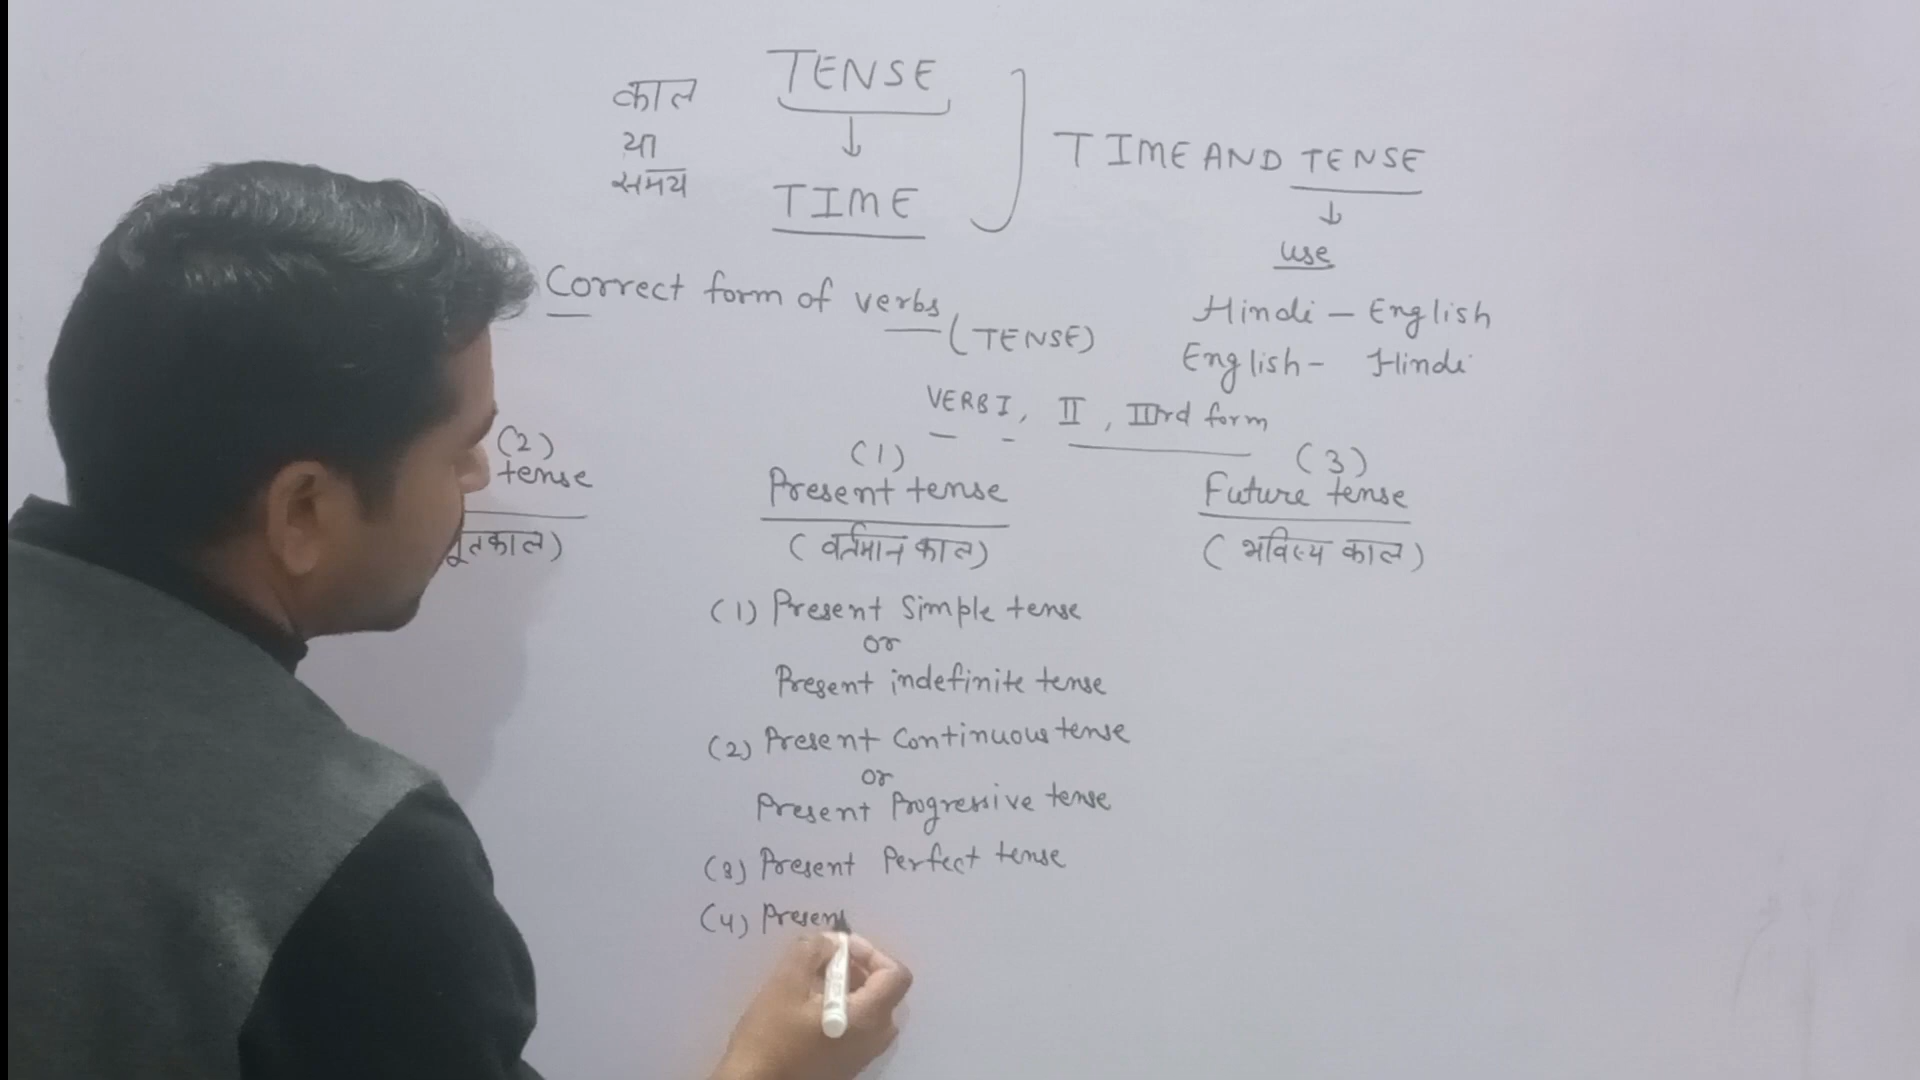 काल
या
समय
TENSE
↓
TIME
TIME AND TENSE
↓
use
Hindi - English
English - Hindi
Correct form of verbs
(TENSE)
VERB I, II, IIIrd form
(2)
tense
(1)
Present tense
(वर्तमान काल)
(3)
Future tense
(भविष्य काल)
(1) Present Simple tense
or
Present indefinite tense
(2) Present Continuous tense
or
Present Progressive tense
(3) Present Perfect tense
(4) Present